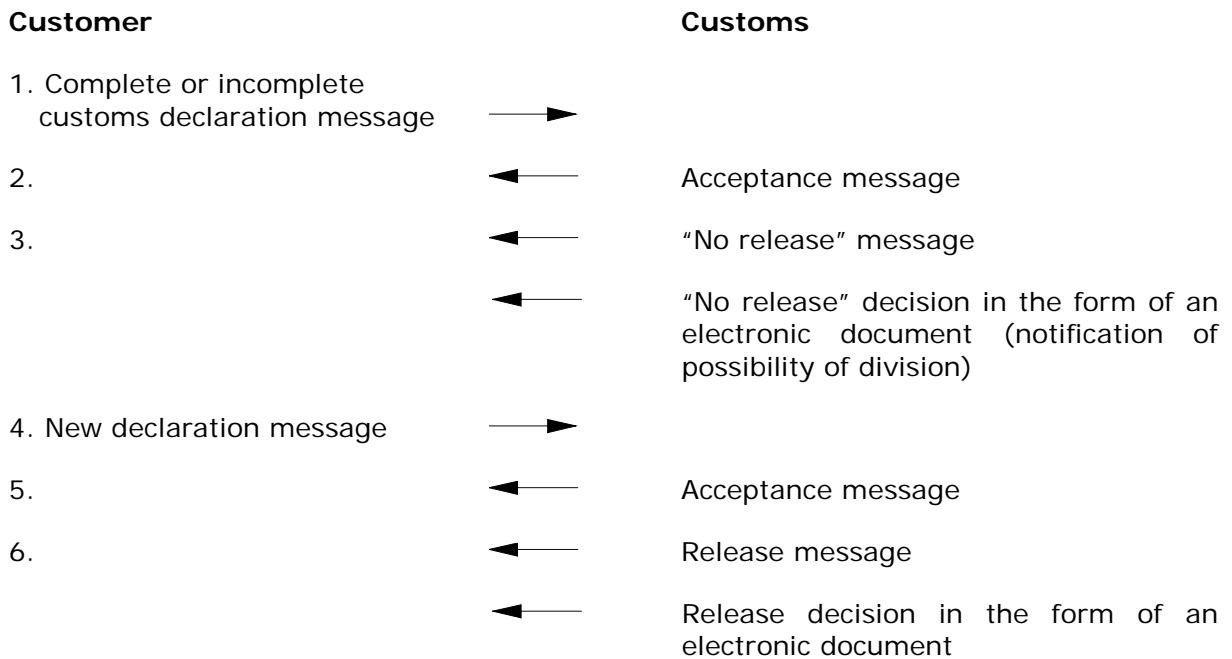 Customer Customs
1. Complete or incomplete
customs declaration message
2. Acceptance message
3. “No release” message
“No release” decision in the form of an
electronic document (notification of
possibility of division)
4. New declaration message
5. Acceptance message
6. Release message
Release decision in the form of an
electronic document